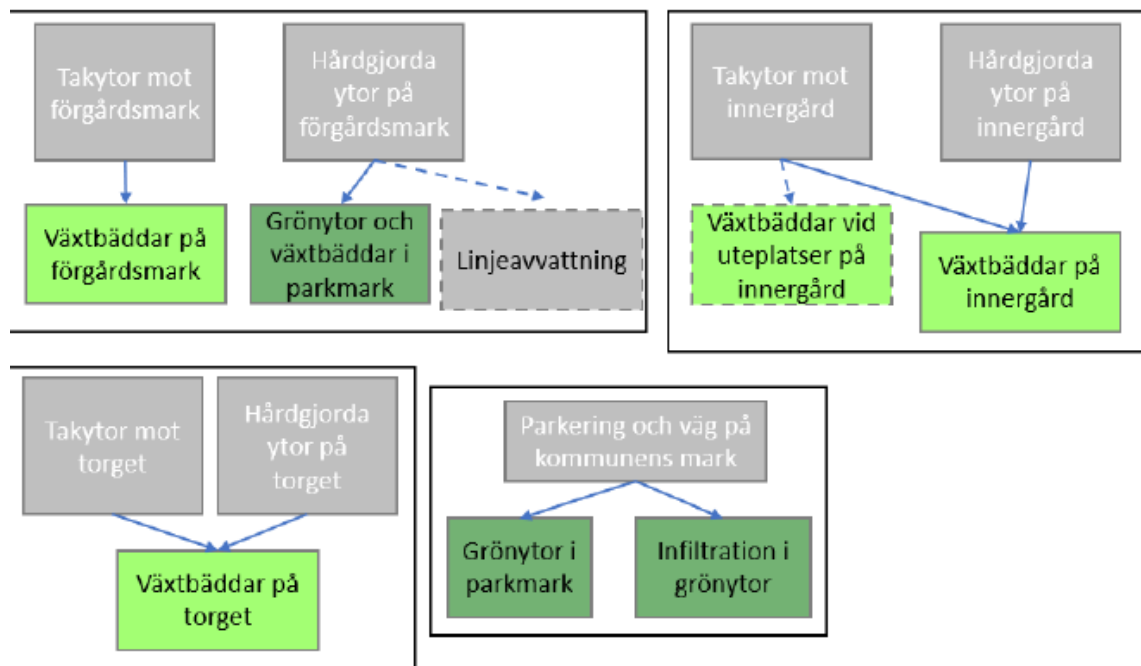 Takytor mot
förgårdsmark
Hårdgjorda
ytor på
förgårdsmark
Växtbäddar på
förgårdsmark
Grönytor och
växtbäddar i
parkmark
Linjeavvattning
Takytor mot
innergård
Hårdgjorda
ytor på
innergård
Växtbäddar vid
uteplatser på
innergård
Växtbäddar på
innergård
Takytor mot
torget
Hårdgjorda
ytor på
torget
Växtbäddar på
torget
Parkering och väg på
kommunens mark
Grönytor i
parkmark
Infiltration i
grönytor